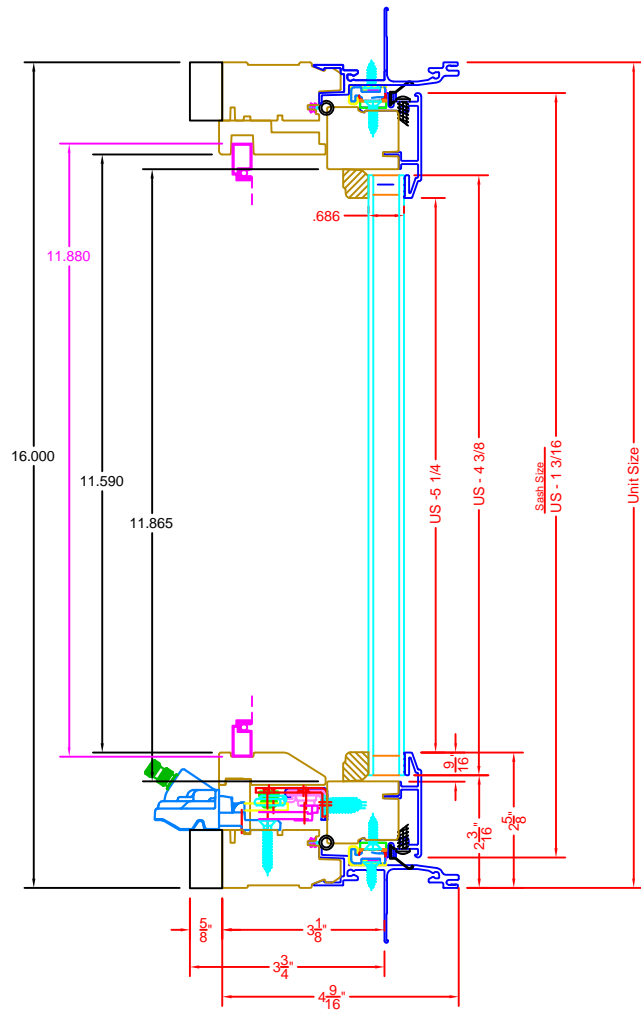 .686
11.880
16.000
11.590
11.865
US -5 1/4
US - 4 3/8
Sash Size
US - 1 3/16
Unit Size
9/16"
2 3/16"
2 5/8"
5/8"
3 1/8"
3 3/4"
4 9/16"